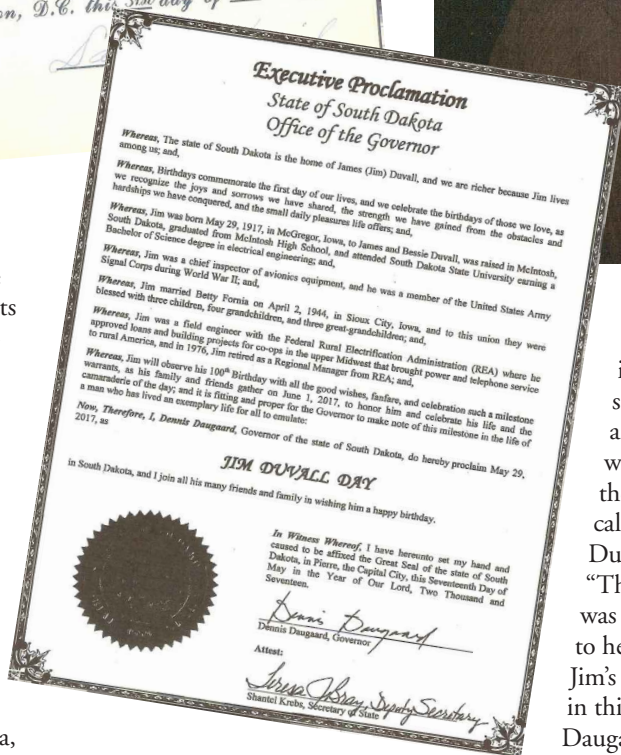 on, D.C. this 31st day of
Executive Proclamation
State of South Dakota
Office of the Governor
Whereas, The state of South Dakota is the home of James (Jim) Duvall, and we are richer because Jim lives
among us; and,
Whereas, Birthdays commemorate the first day of our lives, and we celebrate the birthdays of those we love, as
we recognize the joys and sorrows we have shared, the strength we have gained from the obstacles and
hardships we have conquered, and the small daily pleasures life offers; and,
Whereas, Jim was born May 29, 1917, in McGregor, Iowa, to James and Bessie Duvall, was raised in McIntosh,
South Dakota, graduated from McIntosh High School, and attended South Dakota State University earning a
Bachelor of Science degree in electrical engineering; and,
Whereas, Jim was a chief inspector of avionics equipment, and he was a member of the United States Army
Signal Corps during World War II; and,
Whereas, Jim married Betty Fornia on April 2, 1944, in Sioux City, Iowa, and to this union they were
blessed with three children, four grandchildren, and three great-grandchildren; and,
Whereas, Jim was a field engineer with the Federal Rural Electrification Administration (REA) where he
approved loans and building projects for co-ops in the upper Midwest that brought power and telephone service
to rural America, and in 1976, Jim retired as a Regional Manager from REA; and,
Whereas, Jim will observe his 100th Birthday with all the good wishes, fanfare, and celebration such a milestone
warrants, as his family and friends gather on June 1, 2017, to honor him and celebrate his life and the
camaraderie of the day; and it is fitting and proper for the Governor to make note of this milestone in the life of
a man who has lived an exemplary life for all to emulate:
Now, Therefore, I, Dennis Daugaard, Governor of the state of South Dakota, do hereby proclaim May 29,
2017, as
JIM DUVALL DAY
in South Dakota, and I join all his many friends and family in wishing him a happy birthday.
In Witness Whereof, I have hereunto set my hand and
caused to be affixed the Great Seal of the state of South
Dakota, in Pierre, the Capital City, this Seventeenth Day of
May in the Year of Our Lord, Two Thousand and
Seventeen.
Dennis Daugaard
Dennis Daugaard, Governor
Attest:
Teresa J Bray, Deputy Secretary
Shantel Krebs, Secretary of State
ts
a,
i
s
a
w
th
cal
Du
"Th
was
to he
Jim's
in thi
Dauga